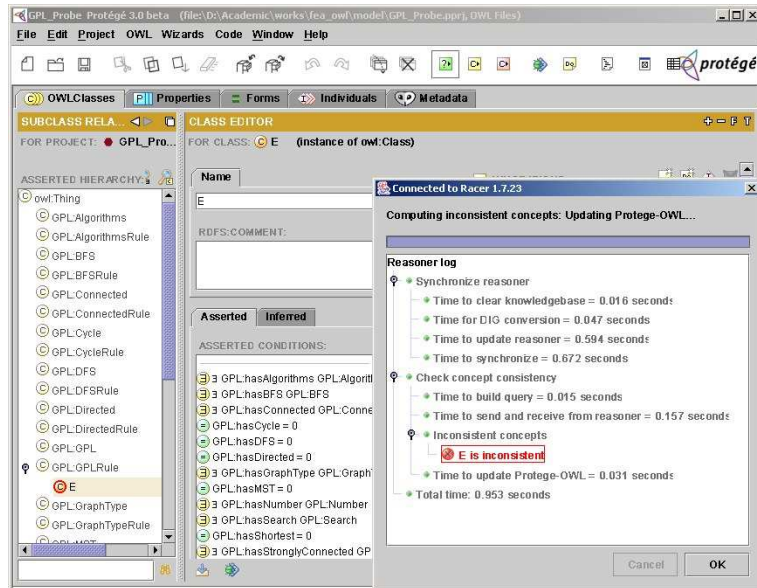 GPL_Probe Protégé 3.0 beta (file:\D:\Academic\works\fea_owl\model\GPL_Probe.pprj, OWL Files)
File Edit Project OWL Wizards Code Window Help
protégé
OWLClasses Properties Forms Individuals Metadata
SUBCLASS RELA...
CLASS EDITOR
FOR PROJECT: GPL_Pro...
FOR CLASS: E (instance of owl:Class)
ASSERTED HIERARCHY:
owl:Thing
GPL:Algorithms
GPL:AlgorithmsRule
GPL:BFS
GPL:BFSRule
GPL:Connected
GPL:ConnectedRule
GPL:Cycle
GPL:CycleRule
GPL:DFS
GPL:DFSRule
GPL:Directed
GPL:DirectedRule
GPL:GPL
GPL:GPLRule
E
GPL:GraphType
GPL:GraphTypeRule
GPL:MST
Name
E
RDFS:COMMENT:
Asserted Inferred
ASSERTED CONDITIONS:
∃ GPL:hasAlgorithms GPL:Algorit
∃ GPL:hasBFS GPL:BFS
∃ GPL:hasConnected GPL:Conne
GPL:hasCycle = 0
GPL:hasDFS = 0
GPL:hasDirected = 0
∃ GPL:hasGraphType GPL:Graph
GPL:hasMST = 0
∃ GPL:hasNumber GPL:Number
∃ GPL:hasSearch GPL:Search
GPL:hasShortest = 0
∃ GPL:hasStronglyConnected GP
Connected to Racer 1.7.23
Computing inconsistent concepts: Updating Protege-OWL...
Reasoner log
Synchronize reasoner
Time to clear knowledgebase = 0.016 seconds
Time for DIG conversion = 0.047 seconds
Time to update reasoner = 0.594 seconds
Time to synchronize = 0.672 seconds
Check concept consistency
Time to build query = 0.015 seconds
Time to send and receive from reasoner = 0.157 seconds
Inconsistent concepts
E is inconsistent
Time to update Protege-OWL = 0.031 seconds
Total time: 0.953 seconds
Cancel OK